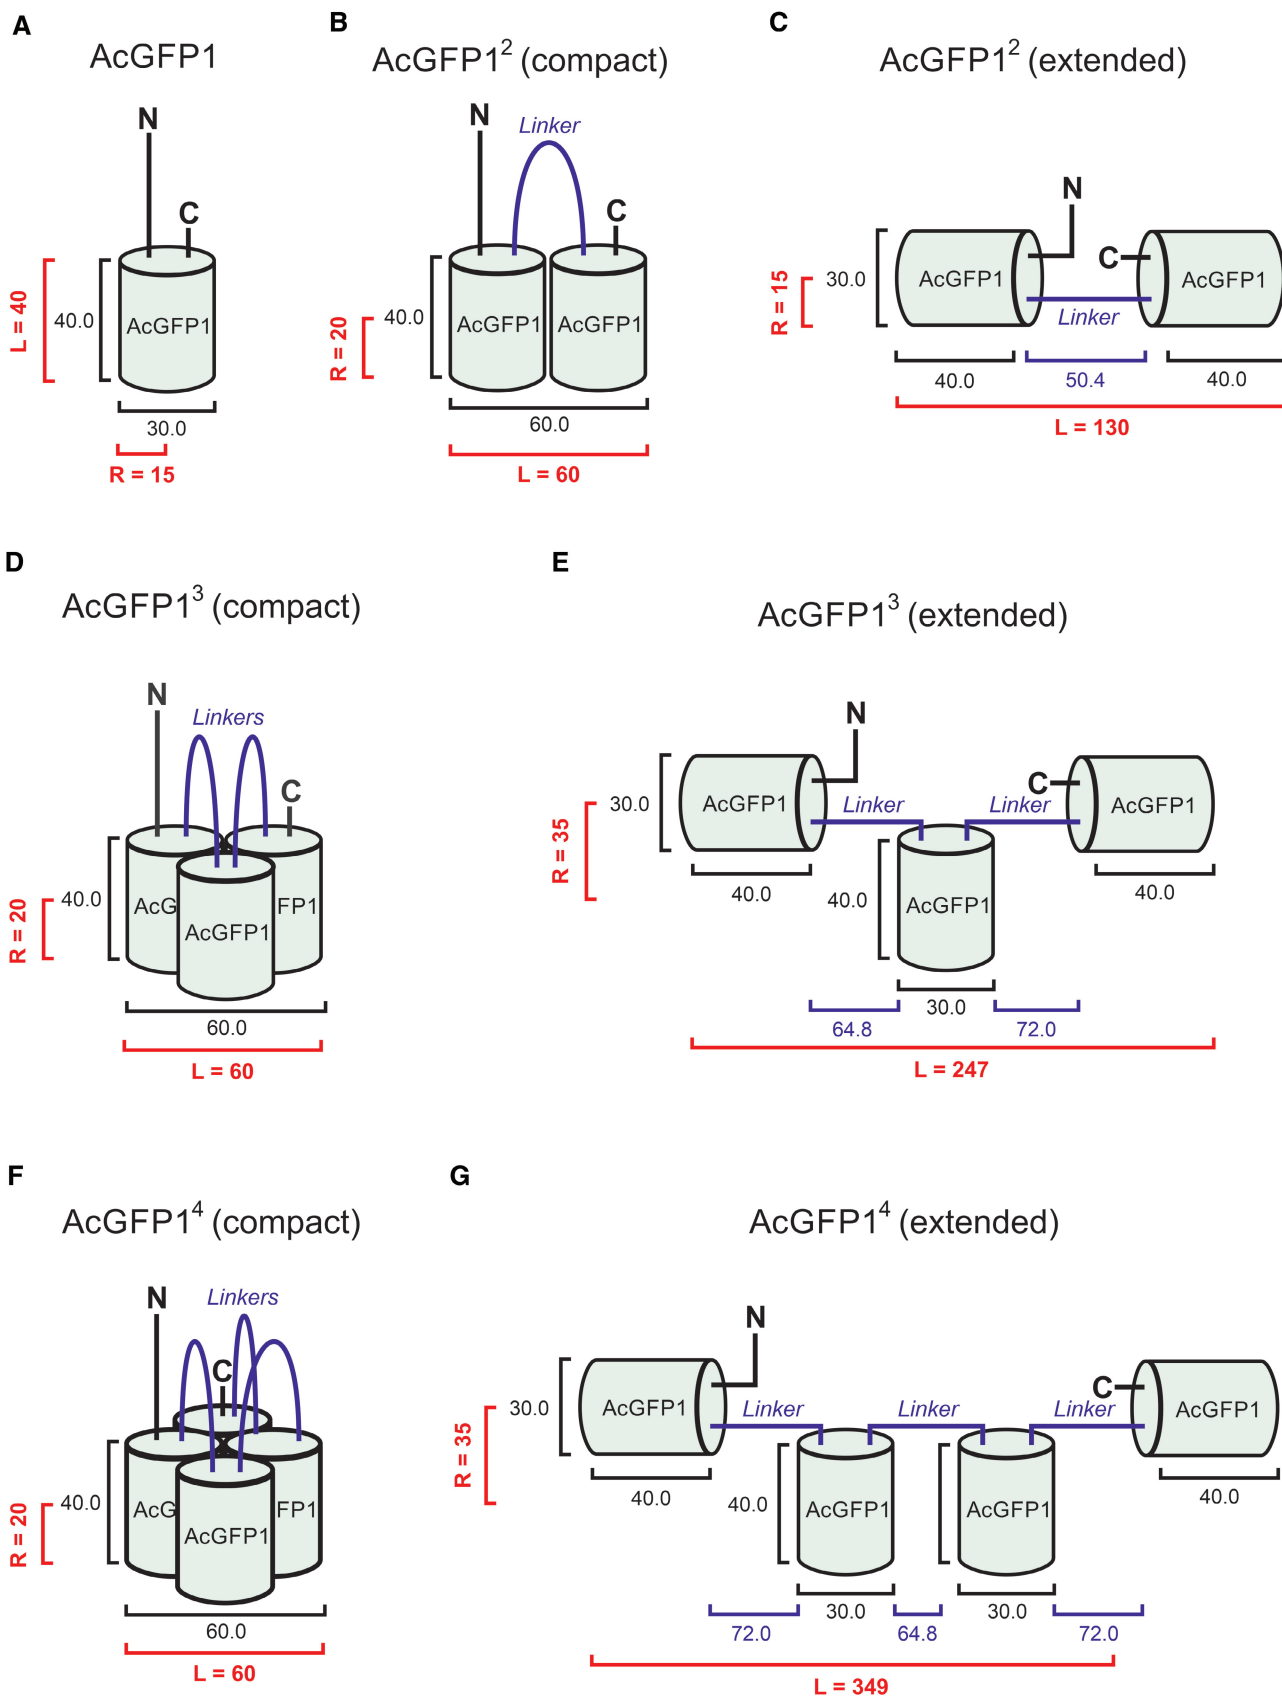 A
AcGFP1
N
C
L = 40
40.0
AcGFP1
30.0
R = 15
B
AcGFP1² (compact)
N
Linker
C
R = 20
40.0
AcGFP1 AcGFP1
60.0
L = 60
C
AcGFP1² (extended)
N
C
R = 15
30.0
AcGFP1
AcGFP1
Linker
40.0
50.4
40.0
L = 130
D
AcGFP1³ (compact)
N
Linkers
C
R = 20
40.0
AcG
FP1
AcGFP1
60.0
L = 60
E
AcGFP1³ (extended)
N
C
R = 35
30.0
AcGFP1
Linker
Linker
AcGFP1
40.0
40.0
AcGFP1
40.0
30.0
64.8
72.0
L = 247
F
AcGFP1⁴ (compact)
N
Linkers
C
R = 20
40.0
AcG
FP1
AcGFP1
60.0
L = 60
G
AcGFP1⁴ (extended)
N
C
R = 35
30.0
AcGFP1
Linker
Linker
Linker
AcGFP1
40.0
40.0
AcGFP1
AcGFP1
40.0
30.0
30.0
72.0
64.8
72.0
L = 349